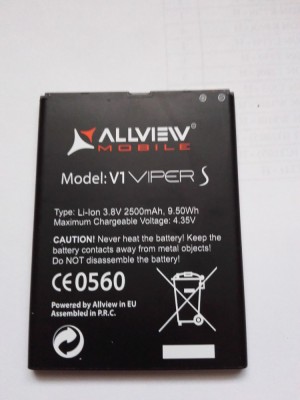 ALLVIEW
MOBILE
Model: V1 VIPER S
Type: Li-Ion 3.8V 2500mAh, 9.50Wh
Maximum Chargeable Voltage: 4.35V
CAUTION! Never heat the battery! Keep the
battery contacts away from metal objects!
Do Not disassemble the battery!
CE0560
Powered by Allview in EU
Assembled in P.R.C.